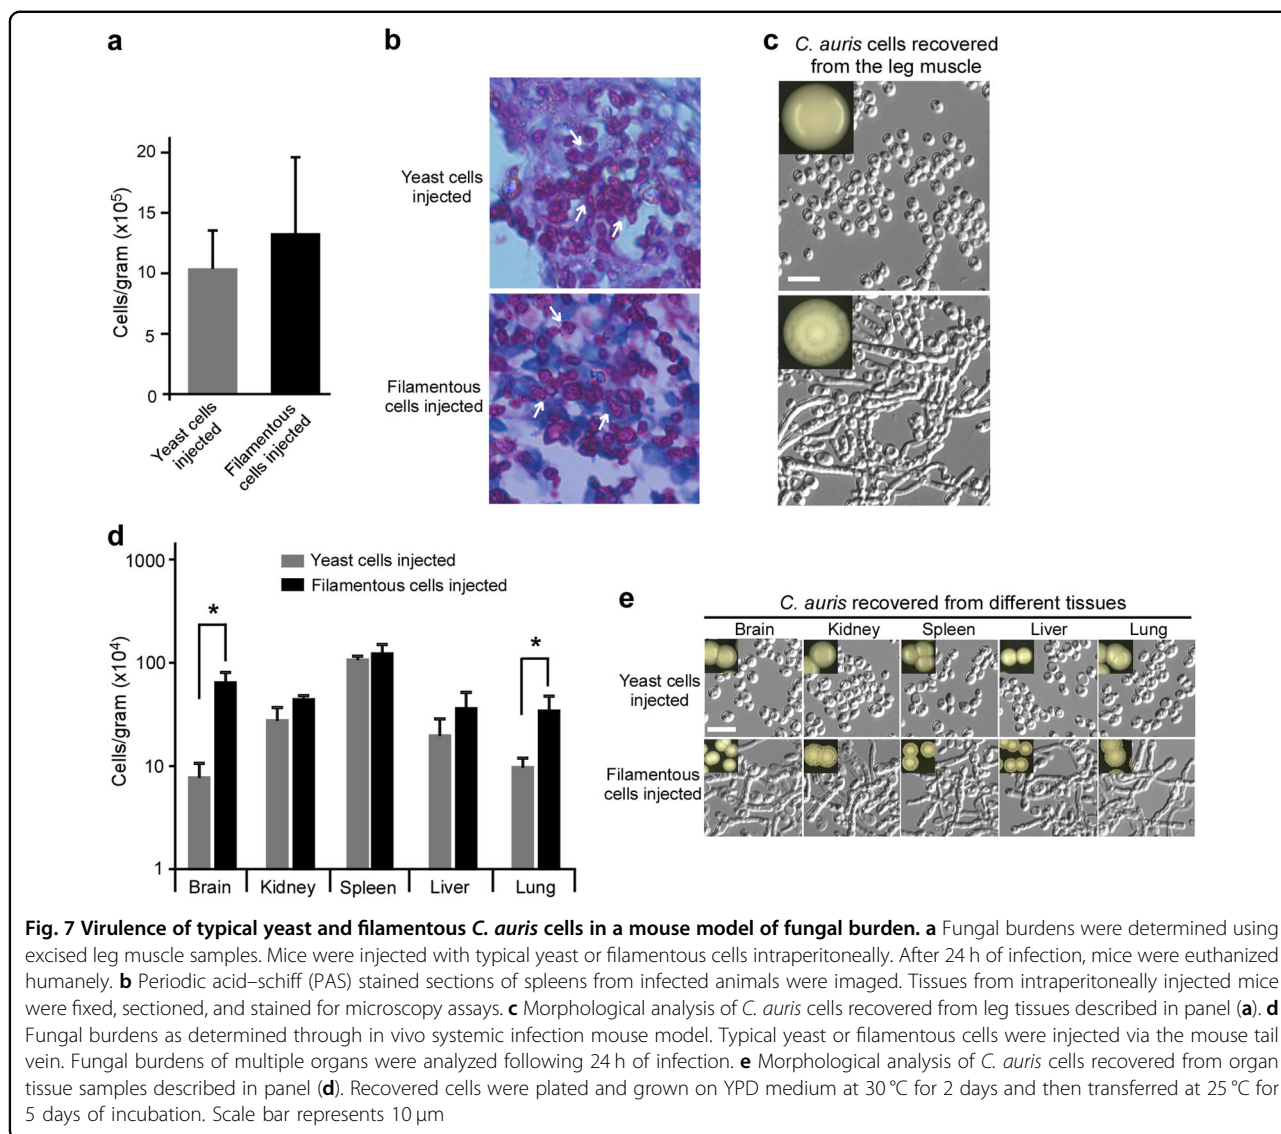 a
Cells/gram (x10⁵)
20
15
10
5
0
Yeast cells
injected
Filamentous
cells injected
b
Yeast cells
injected
Filamentous
cells injected
c
C. auris cells recovered
from the leg muscle
d
Cells/gram (x10⁴)
1000
100
10
1
Yeast cells injected
Filamentous cells injected
*
*
Brain Kidney Spleen Liver Lung
e
C. auris recovered from different tissues
Brain Kidney Spleen Liver Lung
Yeast cells
injected
Filamentous
cells injected
Fig. 7 Virulence of typical yeast and filamentous C. auris cells in a mouse model of fungal burden. a Fungal burdens were determined using
excised leg muscle samples. Mice were injected with typical yeast or filamentous cells intraperitoneally. After 24 h of infection, mice were euthanized
humanely. b Periodic acid–schiff (PAS) stained sections of spleens from infected animals were imaged. Tissues from intraperitoneally injected mice
were fixed, sectioned, and stained for microscopy assays. c Morphological analysis of C. auris cells recovered from leg tissues described in panel (a). d
Fungal burdens as determined through in vivo systemic infection mouse model. Typical yeast or filamentous cells were injected via the mouse tail
vein. Fungal burdens of multiple organs were analyzed following 24 h of infection. e Morphological analysis of C. auris cells recovered from organ
tissue samples described in panel (d). Recovered cells were plated and grown on YPD medium at 30 °C for 2 days and then transferred at 25 °C for
5 days of incubation. Scale bar represents 10 μm